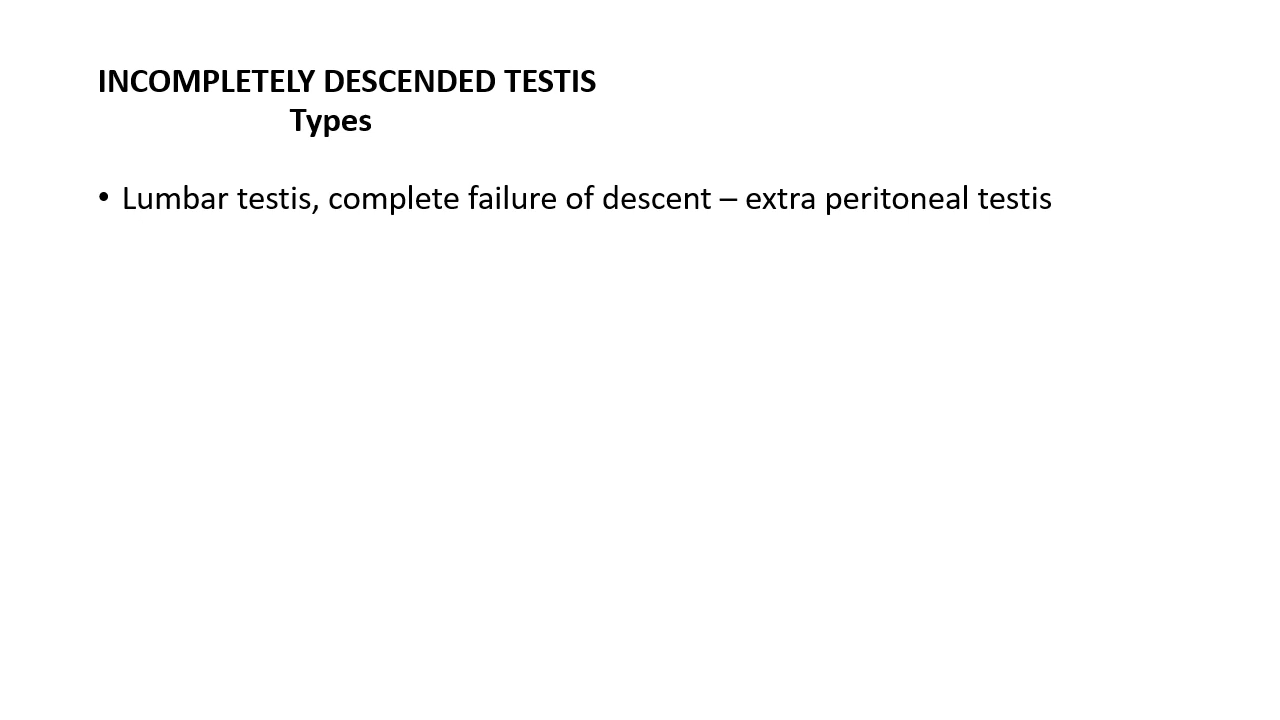 INCOMPLETELY DESCENDED TESTIS
Types
• Lumbar testis, complete failure of descent – extra peritoneal testis